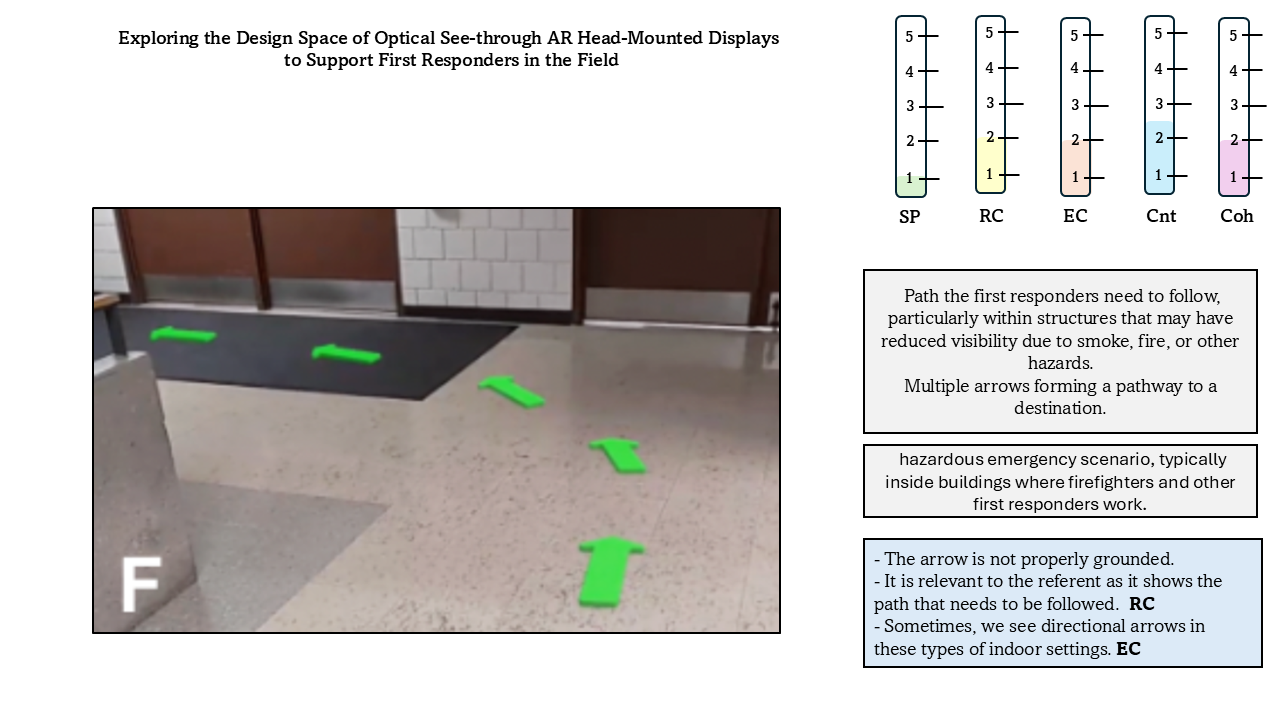 Exploring the Design Space of Optical See-through AR Head-Mounted Displays
to Support First Responders in the Field
5
4
3
2
1
SP
5
4
3
2
1
RC
5
4
3
2
1
EC
5
4
3
2
1
Cnt
5
4
3
2
1
Coh
F
Path the first responders need to follow,
particularly within structures that may have
reduced visibility due to smoke, fire, or other
hazards.
Multiple arrows forming a pathway to a
destination.
hazardous emergency scenario, typically
inside buildings where firefighters and other
first responders work.
- The arrow is not properly grounded.
- It is relevant to the referent as it shows the
path that needs to be followed. RC
- Sometimes, we see directional arrows in
these types of indoor settings. EC